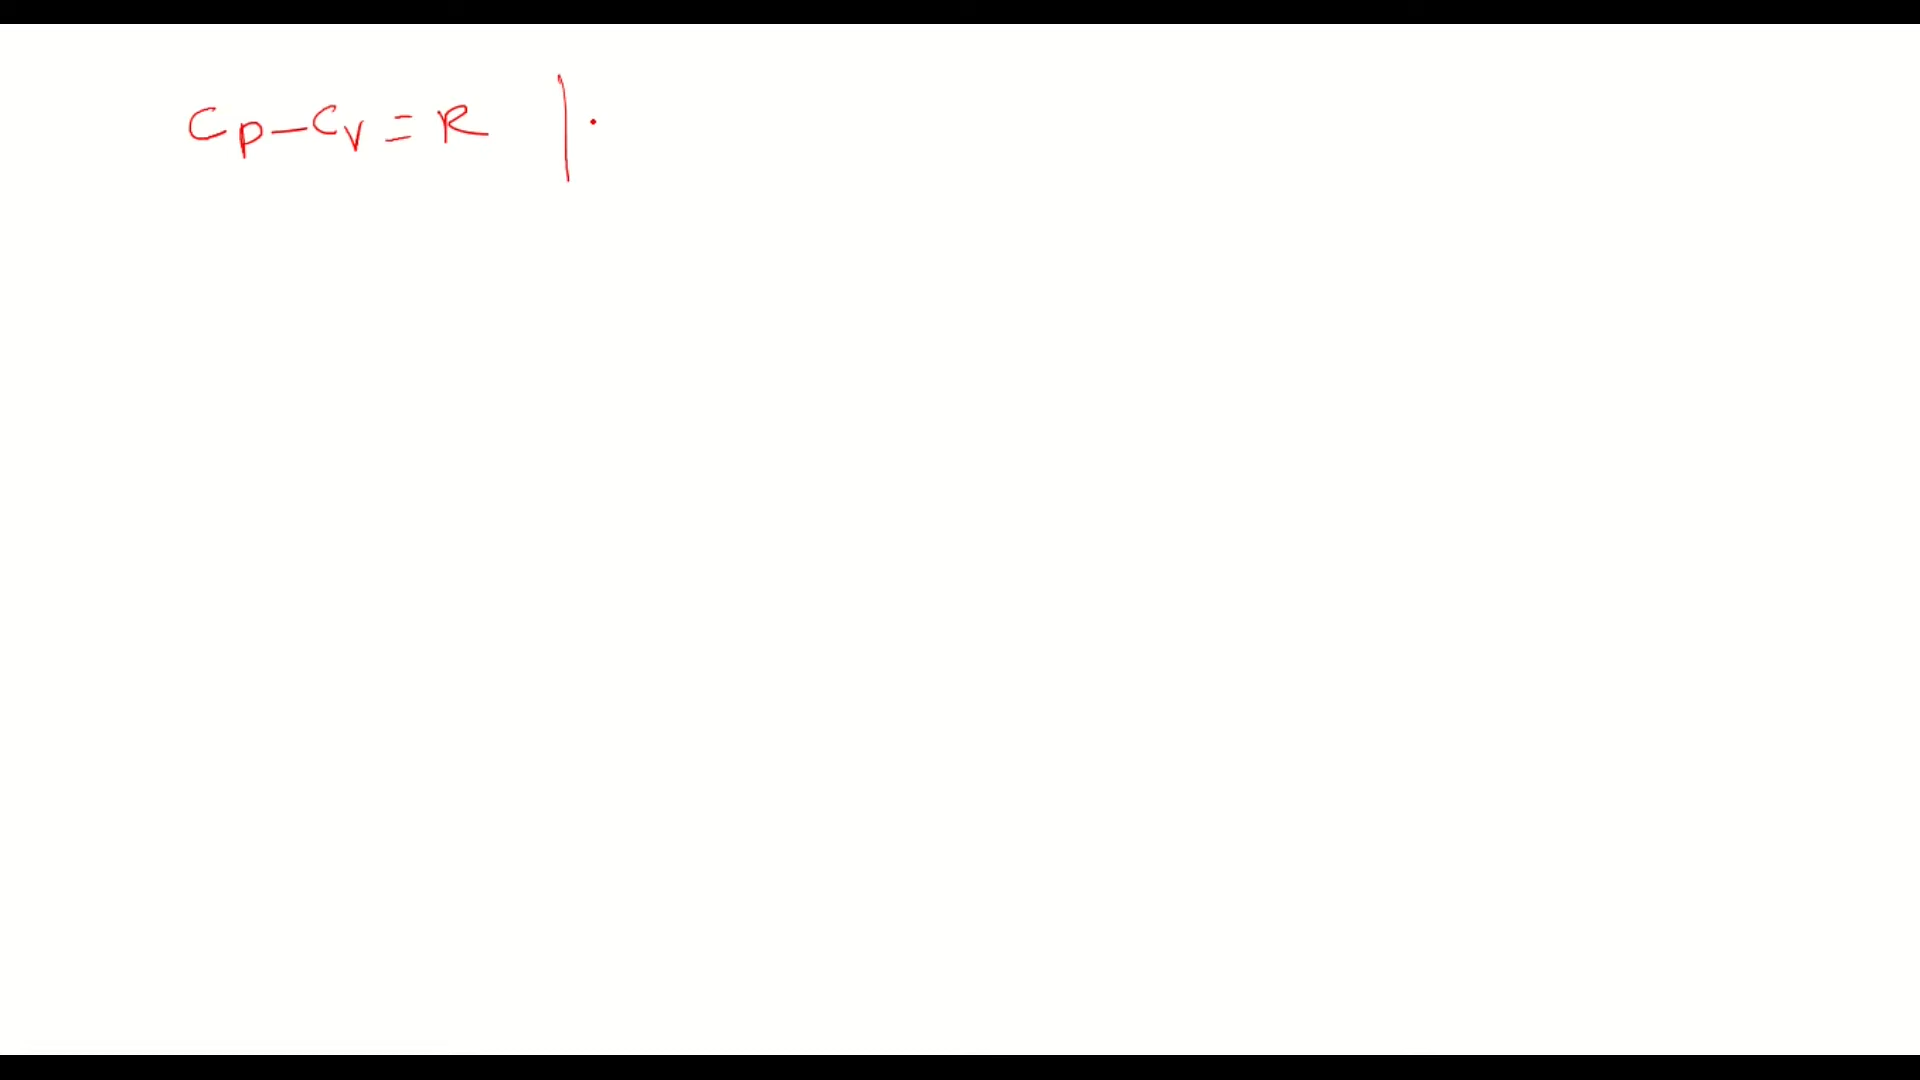 Cp-Cv = R |